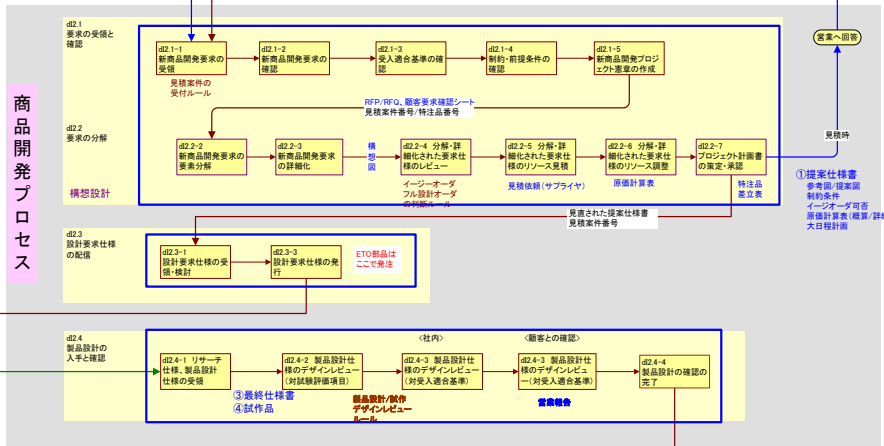 商品開発プロセス
dl2.1
要求の受領と
確認
dl2.1-1
新商品開発要求の
受領
dl2.1-2
新商品開発要求の
確認
dl2.1-3
受入適合基準の確
認
dl2.1-4
制約・前提条件の
確認
dl2.1-5
新商品開発プロジ
ェクト憲章の作成
営業へ回答
見積案件の
受付ルール
RFP/RFQ、顧客要求確認シート
見積案件番号/特注品番号
dl2.2
要求の分解
dl2.2-2
新商品開発要求の
要素分解
dl2.2-3
新商品開発要求
の詳細化
構
想
図
dl2.2-4 分解・詳
細化された要求仕
様のレビュー
dl2.2-5 分解・詳
細化された要求仕
様のリソース見積
dl2.2-6 分解・詳
細化された要求仕
様のリソース調整
dl2.2-7
プロジェクト計画書
の策定・承認
見積時
構想設計
イージーオーダ
フル設計オーダ
の判断ルール
見積依頼(サプライヤ)
原価計算表
特注品
差立表
①提案仕様書
参考図/提案図
制約条件
イージオーダ可否
原価計算表(概算/詳細
大日程計画
見直された提案仕様書
見積案件番号
dl2.3
設計要求仕様
の配信
dl2.3-1
設計要求仕様の受
領・検討
dl2.3-3
設計要求仕様の発
行
ETO部品は
ここで発注
dl2.4
製品設計の
入手と確認
<社内>
<顧客との確認>
dl2.4-1 リサーチ
仕様、製品設計
仕様の受領
dl2.4-2 製品設計仕
様のデザインレビュー
(対試験評価項目)
dl2.4-3 製品設計仕
様のデザインレビュ
ー(対受入適合基準)
dl2.4-3 製品設計仕
様のデザインレビュ
ー(対受入適合基準)
dl2.4-4
製品設計の確認の
完了
③最終仕様書
④試作品
製品設計/試作
デザインレビュー
ルール
営業報告